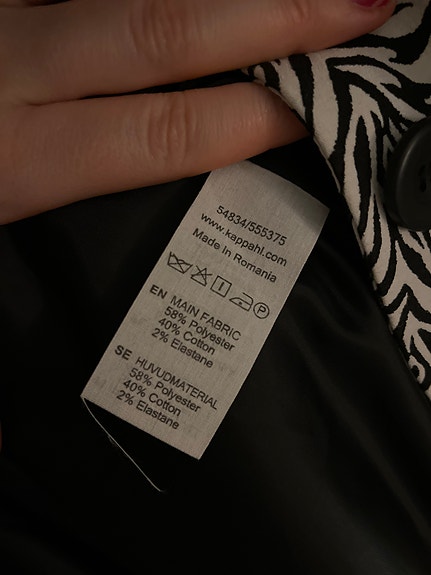 54834/555375
www.kappahl.com
Made in Romania
P
EN MAIN FABRIC
58% Polyester
40% Cotton
2% Elastane
SE HUVUDMATERIAL
58% Polyester
40% Cotton
2% Elastane